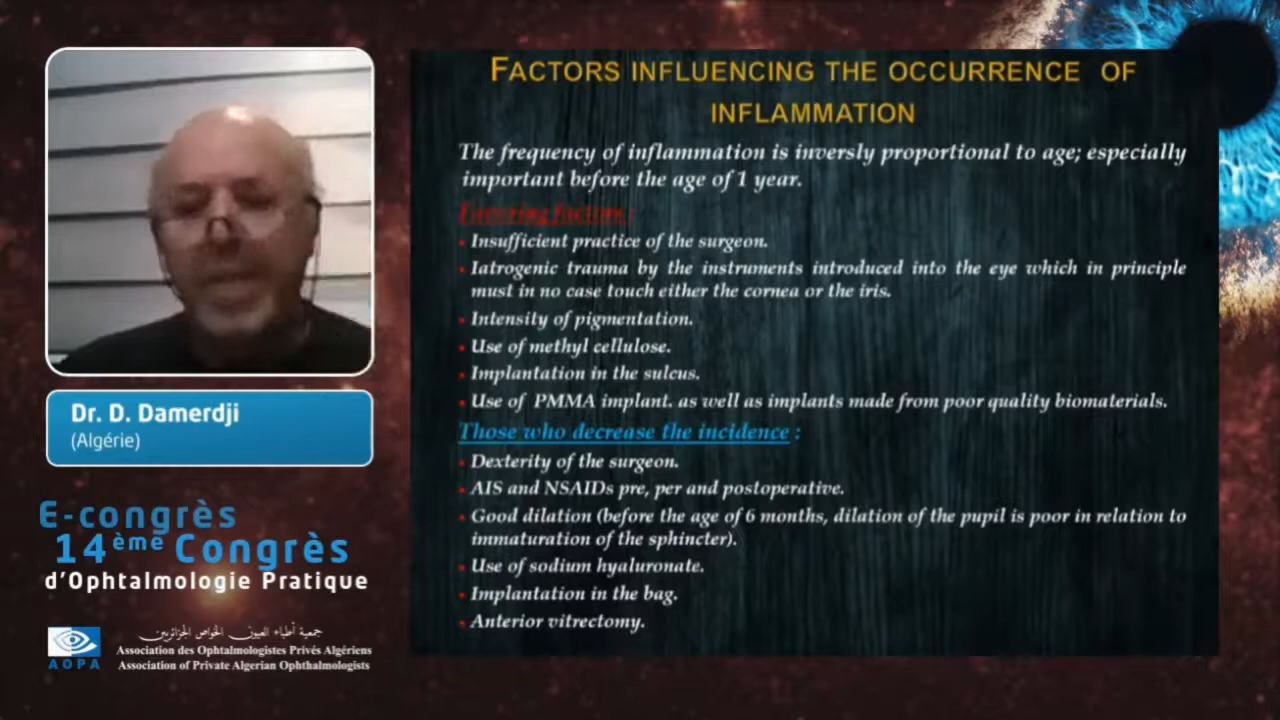 FACTORS INFLUENCING THE OCCURRENCE OF
INFLAMMATION
The frequency of inflammation is inversly proportional to age; especially
important before the age of 1 year.
Favoring factors :
• Insufficient practice of the surgeon.
• Iatrogenic trauma by the instruments introduced into the eye which in principle
must in no case touch either the cornea or the iris.
• Intensity of pigmentation.
• Use of methyl cellulose.
• Implantation in the sulcus.
• Use of PMMA implant. as well as implants made from poor quality biomaterials.
Those who decrease the incidence :
• Dexterity of the surgeon.
• AIS and NSAIDs pre, per and postoperative.
• Good dilation (before the age of 6 months, dilation of the pupil is poor in relation to
immaturation of the sphincter).
• Use of sodium hyaluronate.
• Implantation in the bag.
• Anterior vitrectomy.
Dr. D. Damerdji
(Algérie)
E-congrès
14ème Congrès
d'Ophtalmologie Pratique
جمعية أطباء العيون الخواص الجزائريين
AOPA
Association des Ophtalmologistes Privés Algériens
Association of Private Algerian Ophthalmologists